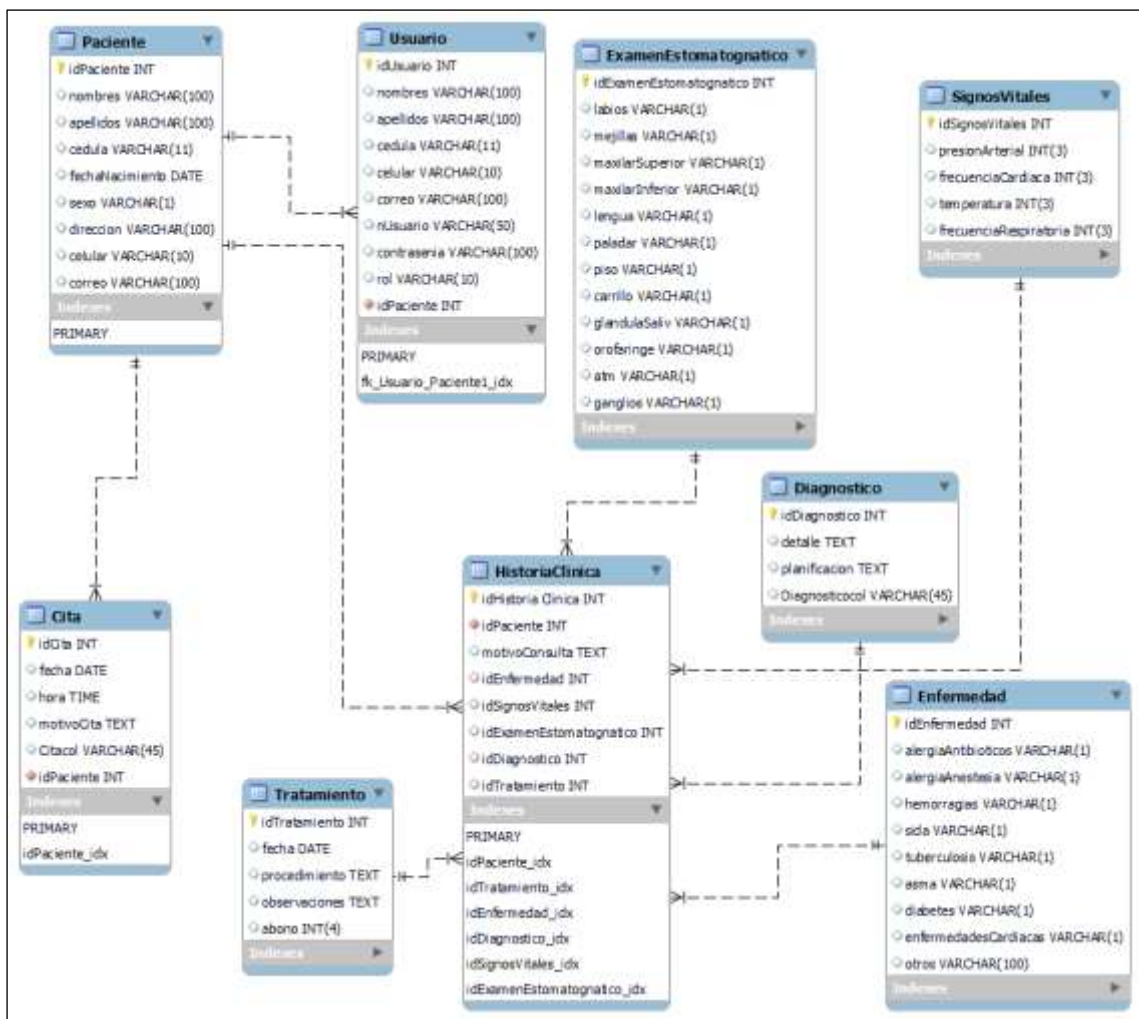 Paciente
idPaciente INT
nombres VARCHAR(100)
apellidos VARCHAR(100)
cedula VARCHAR(11)
fechaNacimiento DATE
sexo VARCHAR(1)
direccion VARCHAR(100)
celular VARCHAR(10)
correo VARCHAR(100)
Indexes
PRIMARY
Usuario
idUsuario INT
nombres VARCHAR(100)
apellidos VARCHAR(100)
cedula VARCHAR(11)
celular VARCHAR(10)
correo VARCHAR(100)
nUsuario VARCHAR(50)
contrasenia VARCHAR(100)
rol VARCHAR(10)
idPaciente INT
Indexes
PRIMARY
fk_Usuario_Paciente1_idx
ExamenEstomatognatico
idExamenEstomatognatico INT
labios VARCHAR(1)
mejillas VARCHAR(1)
maxilarSuperior VARCHAR(1)
maxilarInferior VARCHAR(1)
lengua VARCHAR(1)
paladar VARCHAR(1)
piso VARCHAR(1)
carrillo VARCHAR(1)
glandulaSaliv VARCHAR(1)
oroferinge VARCHAR(1)
atm VARCHAR(1)
ganglios VARCHAR(1)
Indexes
SignosVitales
idSignosVitales INT
presionArterial INT(3)
frecuenciaCardiaca INT(3)
temperatura INT(3)
frecuenciaRespiratoria INT(3)
Indexes
Diagnostico
idDiagnostico INT
detalle TEXT
planificacion TEXT
Diagnosticocol VARCHAR(45)
Indexes
HistoriaClinica
idHistoria Clinica INT
idPaciente INT
motivoConsulta TEXT
idEnfermedad INT
idSignosVitales INT
idExamenEstomatognatico INT
idDiagnostico INT
idTratamiento INT
Indexes
PRIMARY
idPaciente_idx
idTratamiento_idx
idEnfermedad_idx
idDiagnostico_idx
idSignosVitales_idx
idExamenEstomatognatico_idx
Cita
idCita INT
fecha DATE
hora TIME
motivoCita TEXT
Citacol VARCHAR(45)
idPaciente INT
Indexes
PRIMARY
idPaciente_idx
Tratamiento
idTratamiento INT
fecha DATE
procedimiento TEXT
observaciones TEXT
abono INT(4)
Indexes
Enfermedad
idEnfermedad INT
alergiaAntibioticos VARCHAR(1)
alergiaAnestesia VARCHAR(1)
hemorragias VARCHAR(1)
sida VARCHAR(1)
tuberculosis VARCHAR(1)
asma VARCHAR(1)
diabetes VARCHAR(1)
enfermedadesCardiacas VARCHAR(1)
otros VARCHAR(100)
Indexes